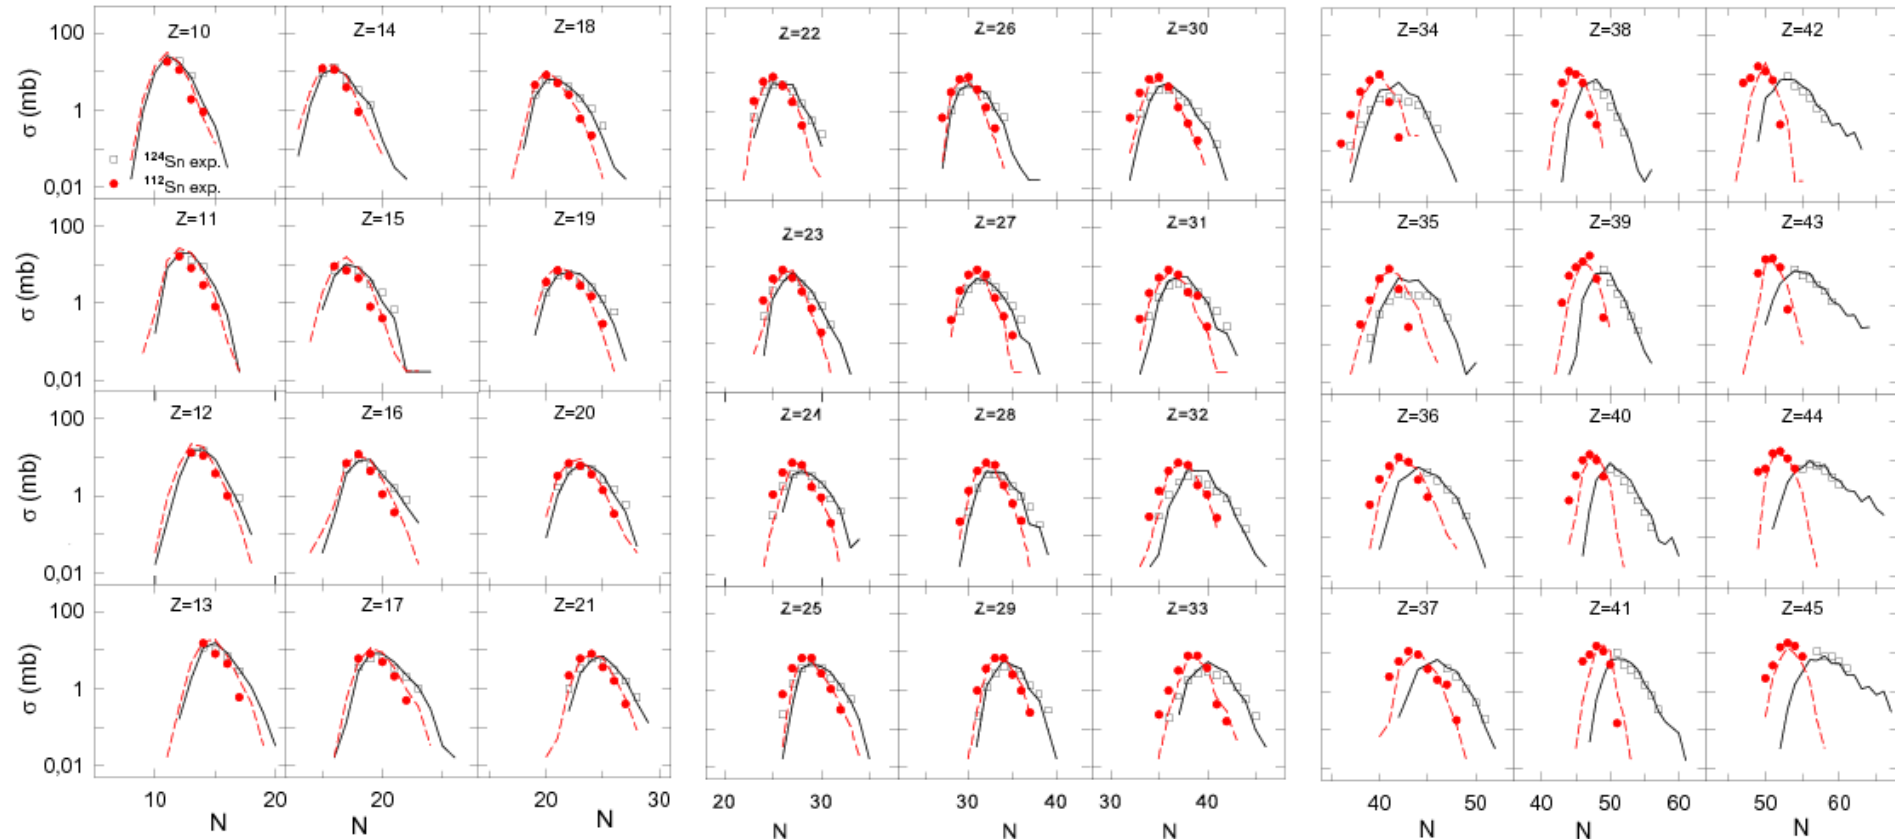 Z=10 Z=14 Z=18 Z=22 Z=26 Z=30 Z=34 Z=38 Z=42
100
σ (mb)
1
¹²⁴Sn exp.
¹¹²Sn exp.
0,01
Z=11 Z=15 Z=19 Z=23 Z=27 Z=31 Z=35 Z=39 Z=43
100
σ (mb)
1
0,01
Z=12 Z=16 Z=20 Z=24 Z=28 Z=32 Z=36 Z=40 Z=44
100
σ (mb)
1
0,01
Z=13 Z=17 Z=21 Z=25 Z=29 Z=33 Z=37 Z=41 Z=45
100
σ (mb)
1
0,01
10 20 20 20 30 20 30 30 40 30 40 40 50 40 50 60 50 60
N N N N N N N N N